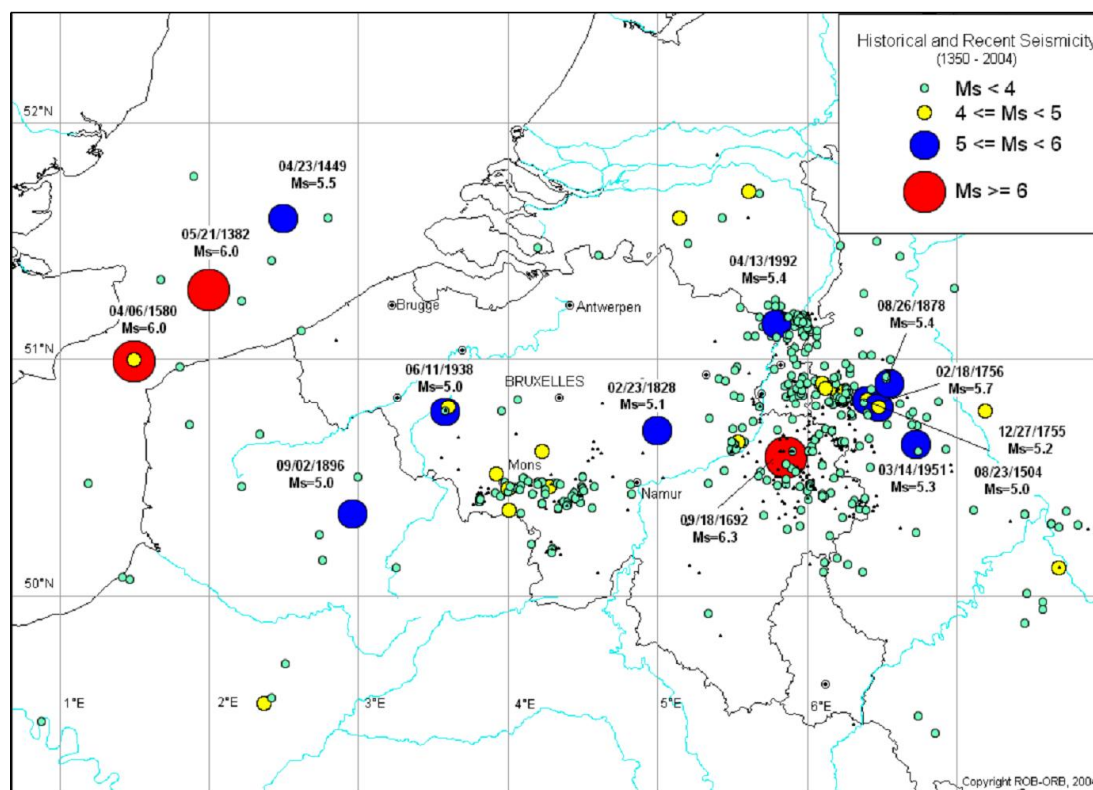 Historical and Recent Seismicity
(1350 - 2004)
Ms < 4
4 <= Ms < 5
5 <= Ms < 6
Ms >= 6
52°N
04/23/1449
Ms=5.5
05/21/1382
Ms=6.0
04/13/1992
Ms=5.4
Brugge
Antwerpen
04/06/1580
Ms=6.0
08/26/1878
Ms=5.4
51°N
06/11/1938
Ms=5.0
BRUXELLES
02/23/1828
Ms=5.1
02/18/1756
Ms=5.7
12/27/1755
Ms=5.2
09/02/1896
Ms=5.0
Mons
Namur
03/14/1951
Ms=5.3
08/23/1504
Ms=5.0
09/18/1692
Ms=6.3
50°N
1°E
2°E
3°E
4°E
5°E
6°E
Copyright ROB-ORB, 2004